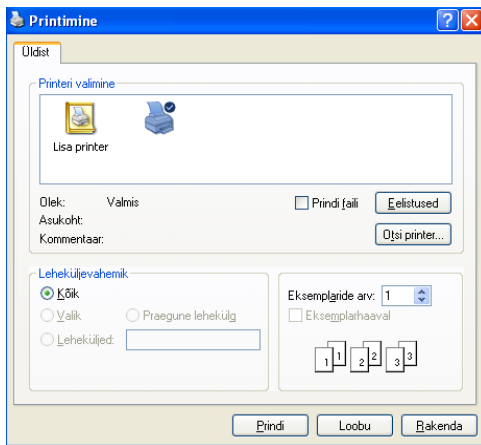 Printimine
Üldist
Printeri valimine
Lisa printer
Olek: Valmis
Prindi faili
Eelistused
Asukoht:
Kommentaar:
Otsi printer...
Leheküljevahemik
Kõik
Valik
Praegune lehekülg
Leheküljed:
Eksemplaride arv: 1
Eksemplarhaaval
1 1 2 2 3 3
Prindi
Loobu
Rakenda